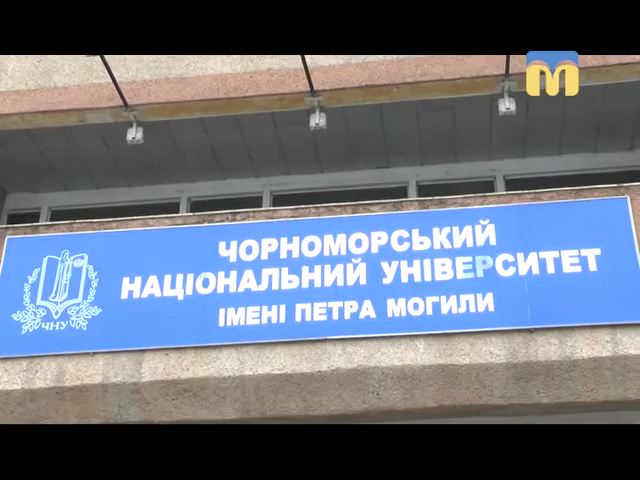 М
ЧОРНОМОРСЬКИЙ
НАЦІОНАЛЬНИЙ УНІВЕРСИТЕТ
ІМЕНІ ПЕТРА МОГИЛИ
ЧНУ